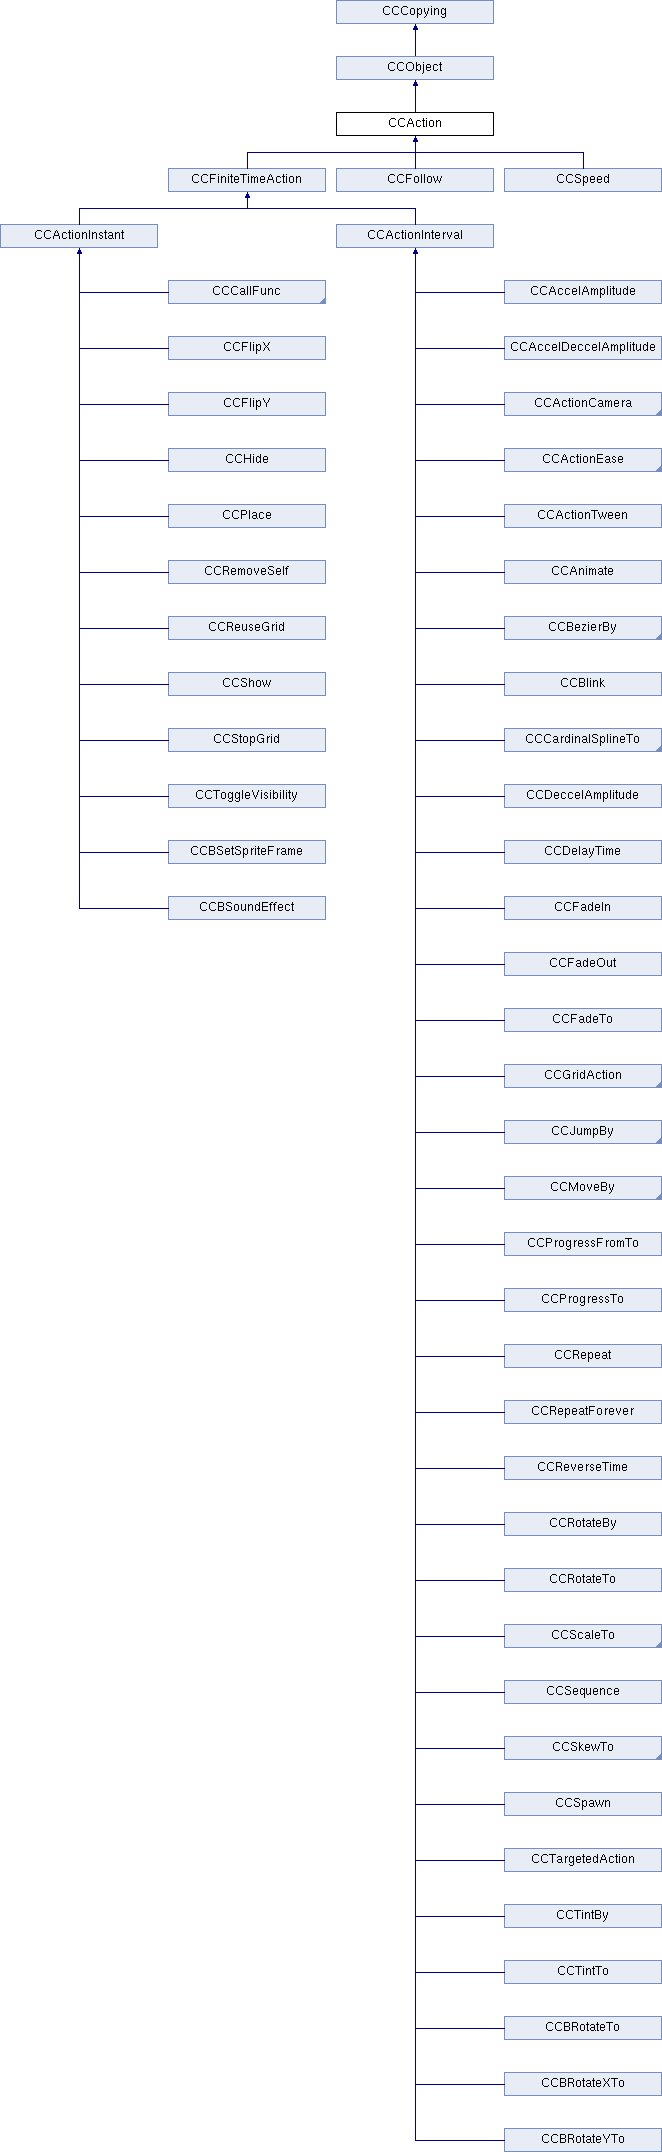 CCCopying
CCObject
CCAction
CCFiniteTimeAction
CCFollow
CCSpeed
CCActionInstant
CCActionInterval
CCCallFunc
CCAccelAmplitude
CCFlipX
CCAccelDeccelAmplitude
CCFlipY
CCActionCamera
CCHide
CCActionEase
CCPlace
CCActionTween
CCRemoveSelf
CCAnimate
CCReuseGrid
CCBezierBy
CCShow
CCBlink
CCStopGrid
CCCardinalSplineTo
CCToggleVisibility
CCDeccelAmplitude
CCBSetSpriteFrame
CCDelayTime
CCBSoundEffect
CCFadeIn
CCFadeOut
CCFadeTo
CCGridAction
CCJumpBy
CCMoveBy
CCProgressFromTo
CCProgressTo
CCRepeat
CCRepeatForever
CCReverseTime
CCRotateBy
CCRotateTo
CCScaleTo
CCSequence
CCSkewTo
CCSpawn
CCTargetedAction
CCTintBy
CCTintTo
CCBRotateTo
CCBRotateXTo
CCBRotateYTo